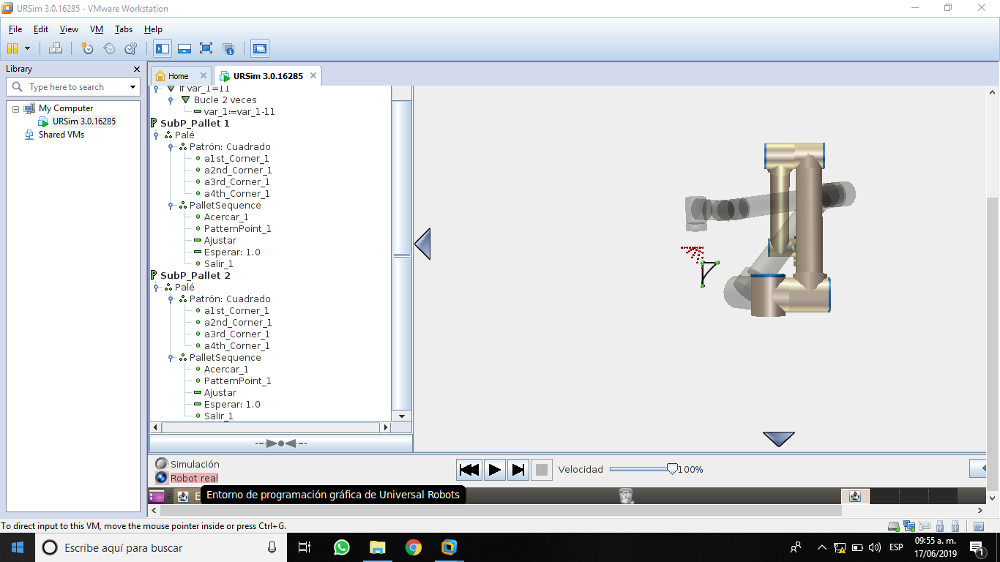 URSim 3.0.16285 - VMware Workstation
File Edit View VM Tabs Help
Library
Type here to search
My Computer
URSim 3.0.16285
Shared VMs
Home
URSim 3.0.16285
If var_1=11
Bucle 2 veces
var_1:=var_1-11
SubP_Pallet 1
Palé
Patrón: Cuadrado
a1st_Corner_1
a2nd_Corner_1
a3rd_Corner_1
a4th_Corner_1
PalletSequence
Acercar_1
PatternPoint_1
Ajustar
Esperar: 1.0
Salir_1
SubP_Pallet 2
Palé
Patrón: Cuadrado
a1st_Corner_1
a2nd_Corner_1
a3rd_Corner_1
a4th_Corner_1
PalletSequence
Acercar_1
PatternPoint_1
Ajustar
Esperar: 1.0
Salir_1
Simulación
Robot real
Velocidad 100%
Entorno de programación gráfica de Universal Robots
To direct input to this VM, move the mouse pointer inside or press Ctrl+G.
Escribe aquí para buscar
ESP
09:55 a. m.
17/06/2019
1